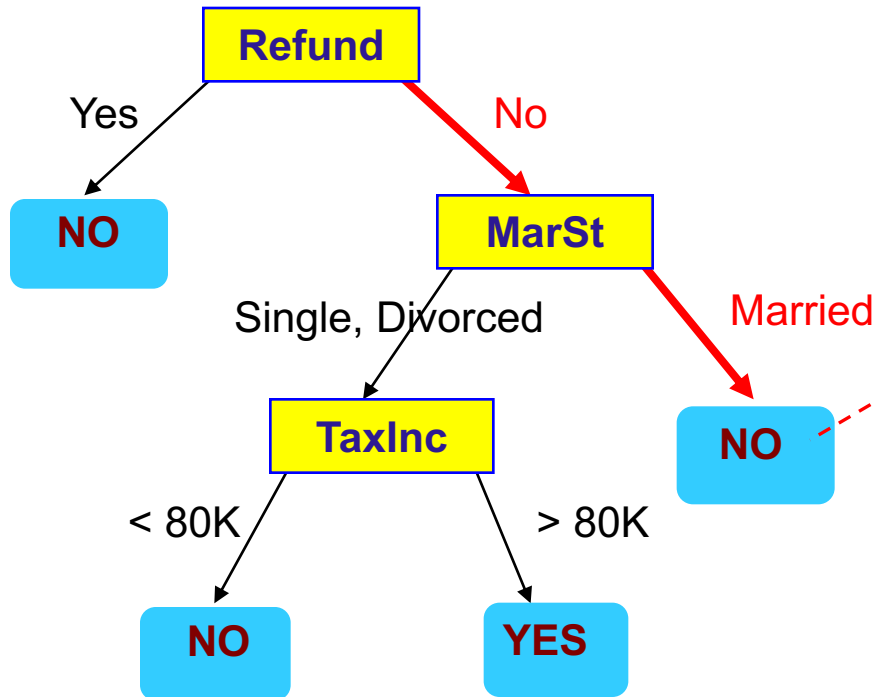 Refund
Yes
No
NO
MarSt
Single, Divorced
Married
TaxInc
NO
< 80K
> 80K
NO
YES